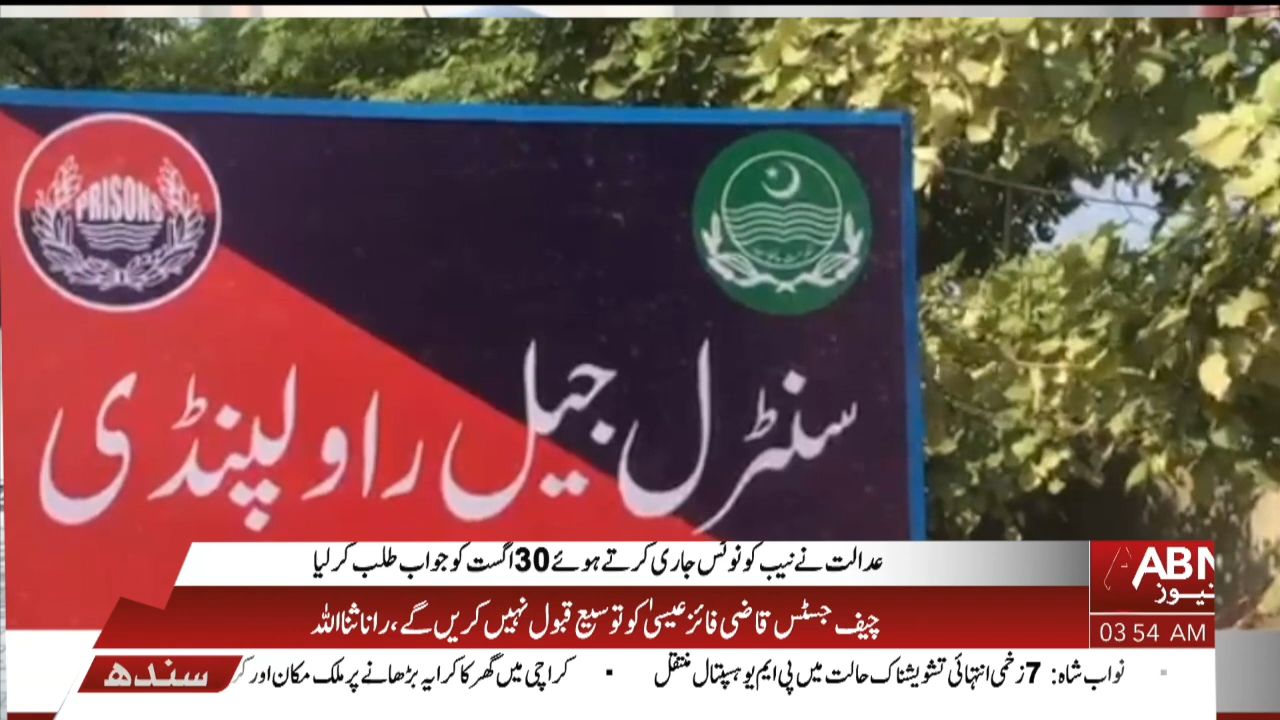 PRISONS
سنٹرل جیل راولپنڈی
عدالت نے نیب کو نوٹس جاری کرتے ہوئے 30 اگست کو جواب طلب کر لیا
چیف جسٹس قاضی فائز عیسیٰ کو توسیع قبول نہیں کریں گے، رانا ثنااللہ
ABN
نیوز
03:54 AM
نواب شاہ: 7 زخمی انتہائی تشویشناک حالت میں پی ایم یو ہسپتال منتقل ▪ کراچی میں گھر کا کرایہ بڑھانے پر ملک مکان اور
سندھ